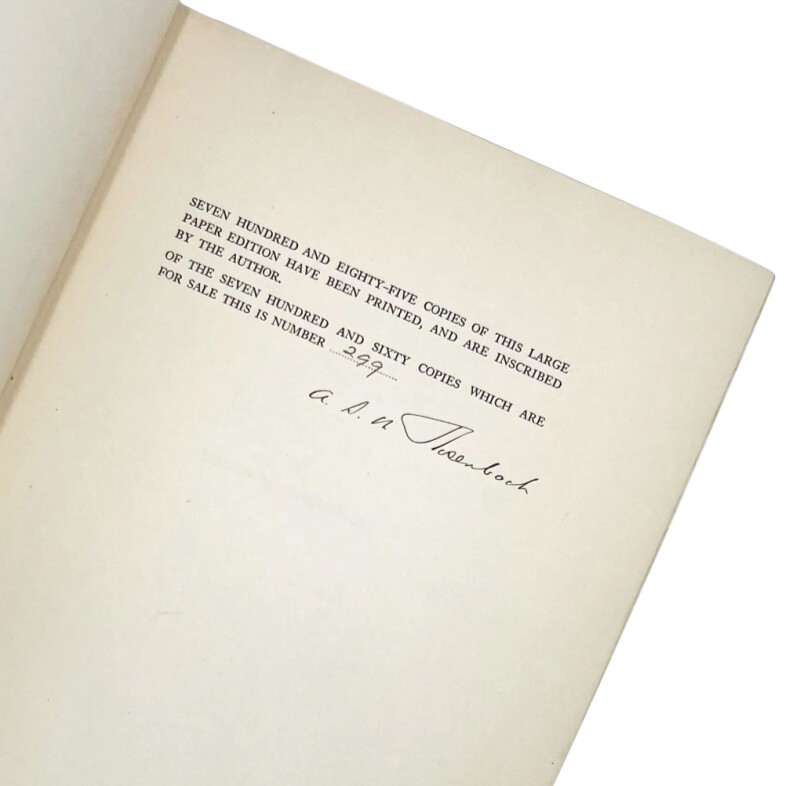 SEVEN HUNDRED AND EIGHTY-FIVE COPIES OF THIS LARGE
PAPER EDITION HAVE BEEN PRINTED, AND ARE INSCRIBED
BY THE AUTHOR.
OF THE SEVEN HUNDRED AND SIXTY COPIES WHICH ARE
FOR SALE THIS IS NUMBER 299
A. S. W Rosenbach